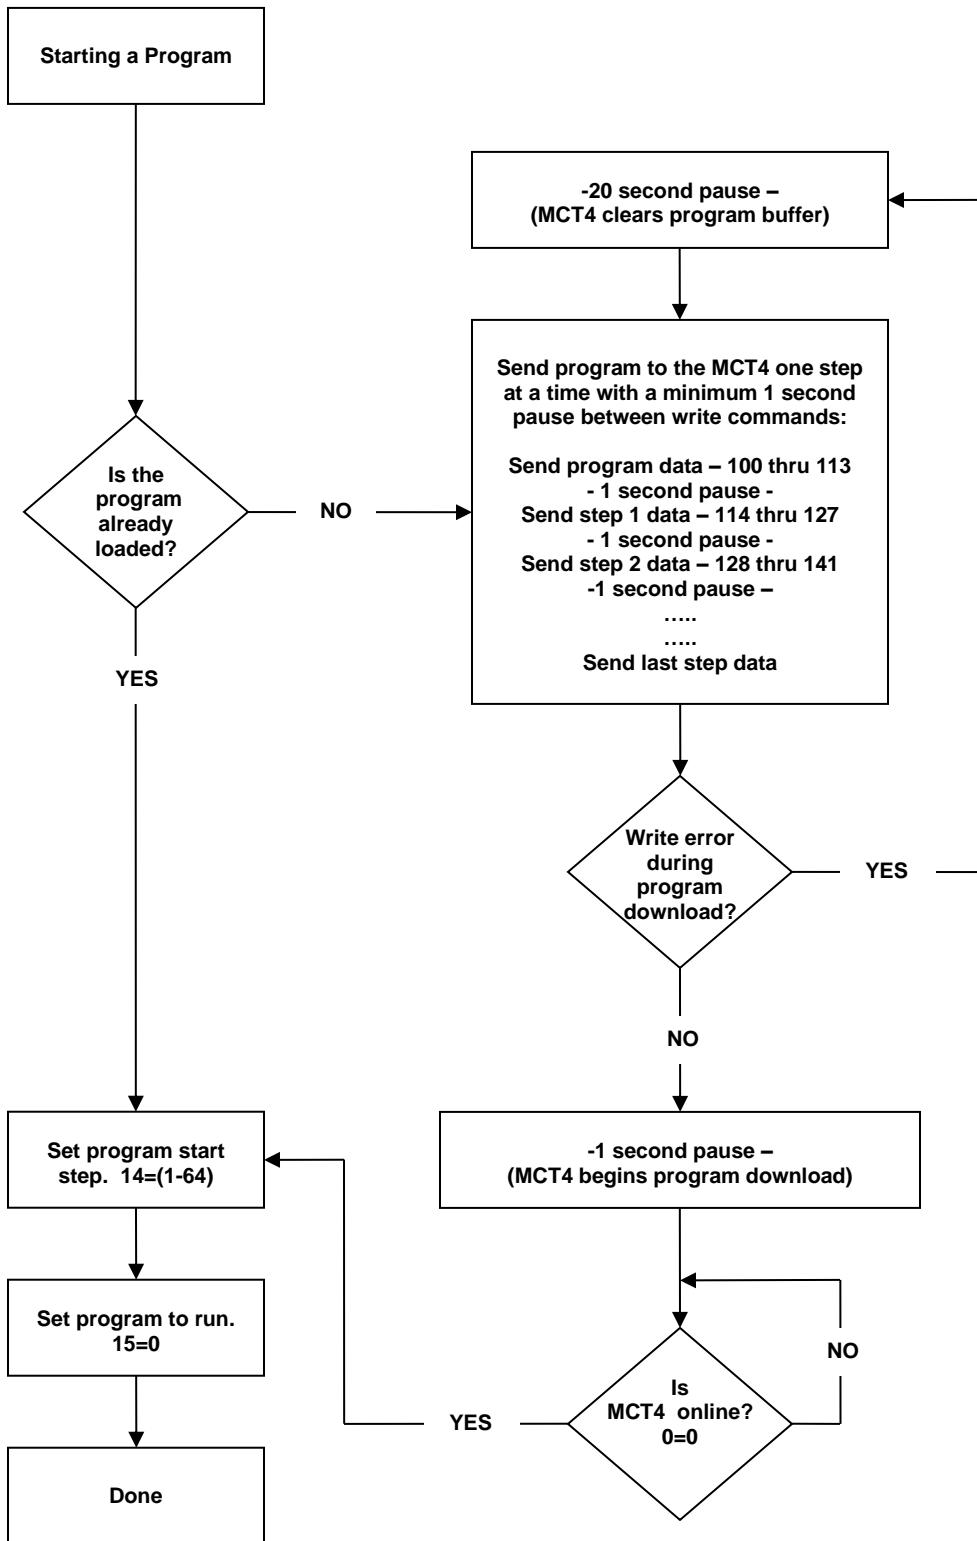 Starting a Program
-20 second pause –
(MCT4 clears program buffer)
Send program to the MCT4 one step
at a time with a minimum 1 second
pause between write commands:
Send program data – 100 thru 113
- 1 second pause -
Send step 1 data – 114 thru 127
- 1 second pause -
Send step 2 data – 128 thru 141
-1 second pause –
…..
…..
Send last step data
Is the
program
already
loaded?
NO
YES
Write error
during
program
download?
YES
NO
Set program start
step. 14=(1-64)
-1 second pause –
(MCT4 begins program download)
Set program to run.
15=0
NO
Is
MCT4 online?
0=0
YES
Done